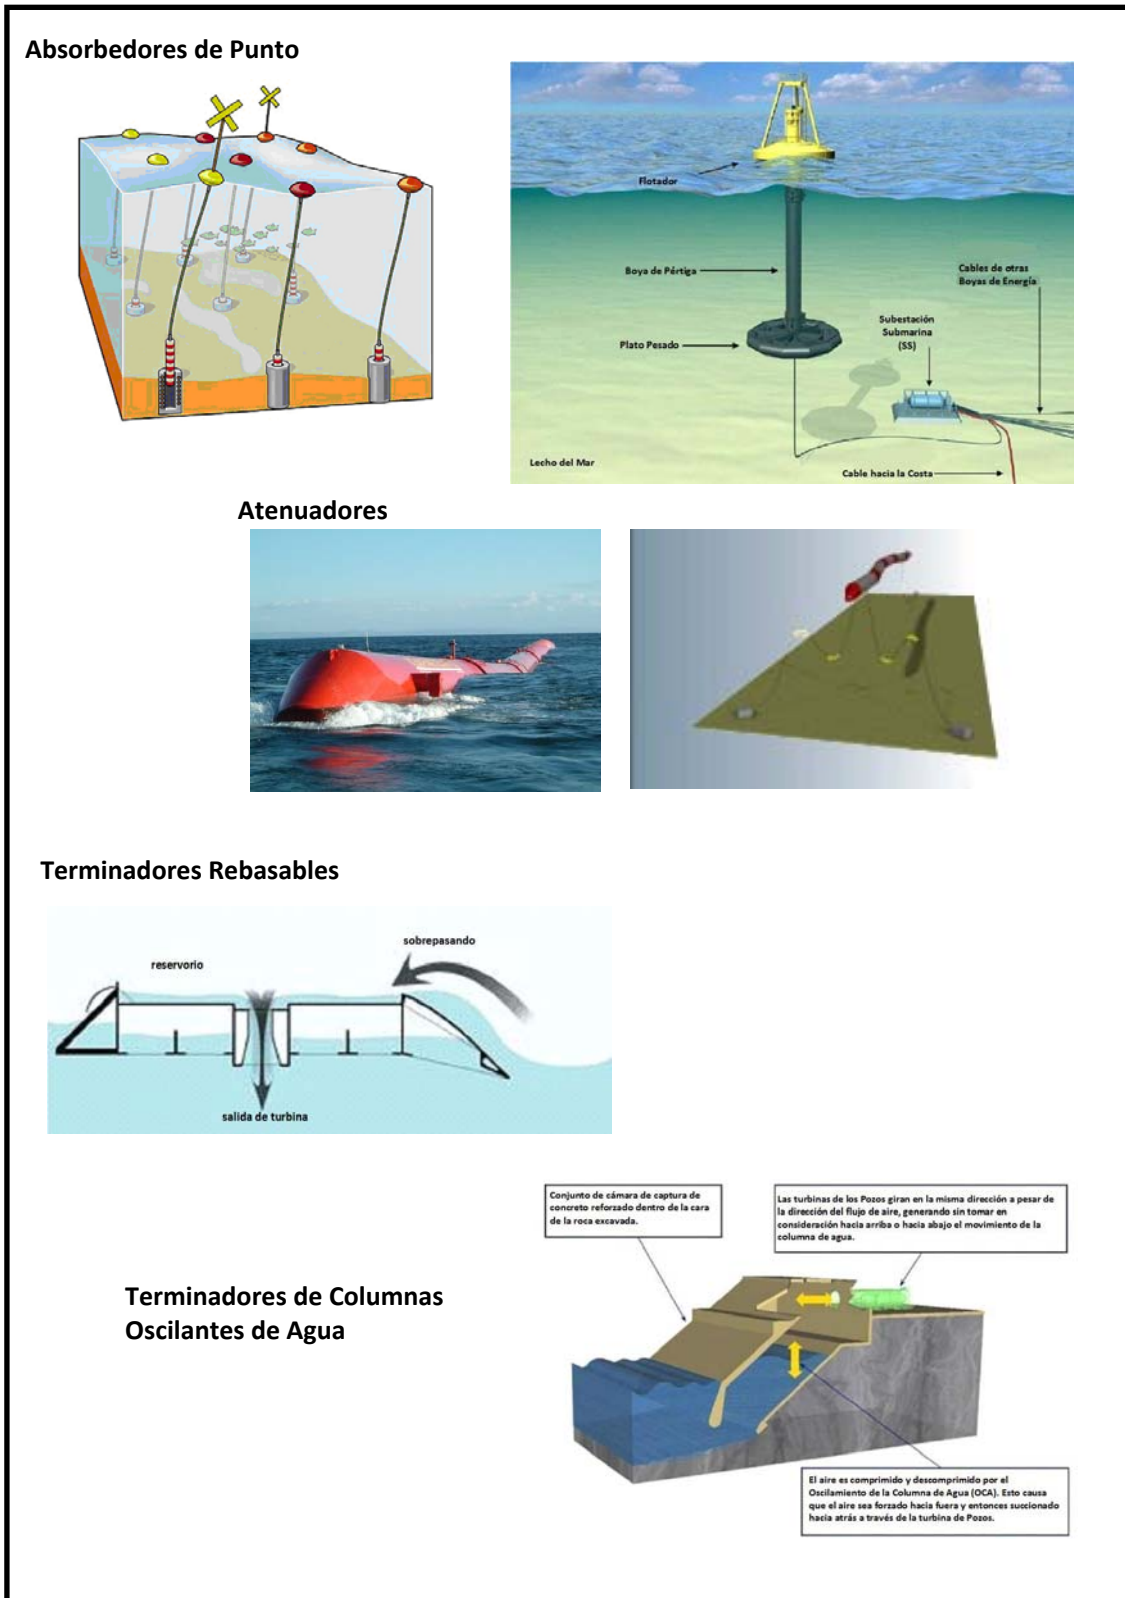 Absorbedores de Punto
Flotador
Boya de Pértiga
Cables de otras
Boyas de Energía
Subestación
Submarina
(SS)
Plato Pesado
Lecho del Mar
Cable hacia la Costa
Atenuadores
Terminadores Rebasables
sobrepasando
reservorio
salida de turbina
Conjunto de cámara de captura de
concreto reforzado dentro de la cara
de la roca excavada.
Las turbinas de los Pozos giran en la misma dirección a pesar de
la dirección del flujo de aire, generando sin tomar en
consideración hacia arriba o hacia abajo el movimiento de la
columna de agua.
Terminadores de Columnas
Oscilantes de Agua
El aire es comprimido y descomprimido por el
Oscilamiento de la Columna de Agua (OCA). Esto causa
que el aire sea forzado hacia fuera y entonces succionado
hacia atrás a través de la turbina de Pozos.